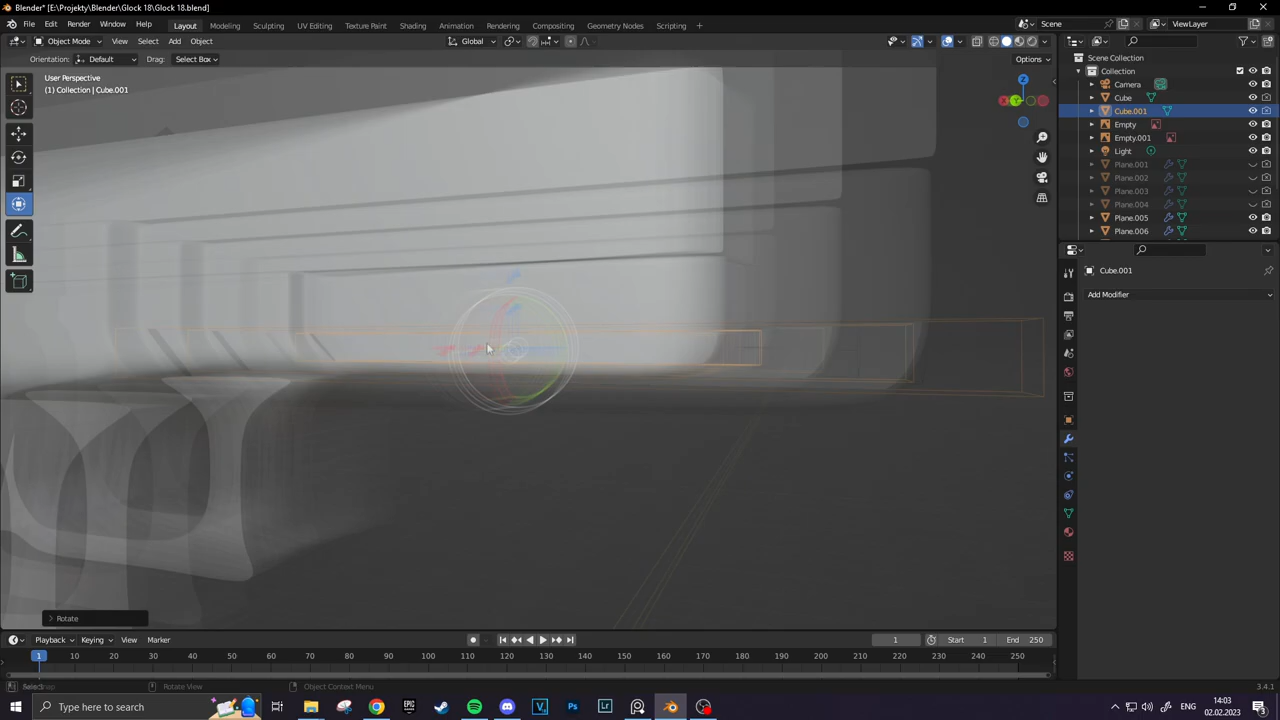 Blender* [E:\Projekty\Blender\Glock 18\Glock 18.blend]
File Edit Render Window Help Layout Modeling Sculpting UV Editing Texture Paint Shading Animation Rendering Compositing Geometry Nodes Scripting Scene ViewLayer
Object Mode View Select Add Object Global
Orientation: Default Drag: Select Box Options
User Perspective
(1) Collection | Cube.001
Scene Collection
Collection
Camera
Cube
Cube.001
Empty
Empty.001
Light
Plane.001
Plane.002
Plane.003
Plane.004
Plane.005
Plane.006
Cube.001
Add Modifier
X
Y
Z
Rotate
Playback Keying View Marker 1 Start 1 End 250
1 10 20 30 40 50 60 70 80 90 100 110 120 130 140 150 160 170 180 190 200 210 220 230 240 250
Rotate View Object Context Menu 3.4.1
Type here to search ENG 14:03
02.02.2023